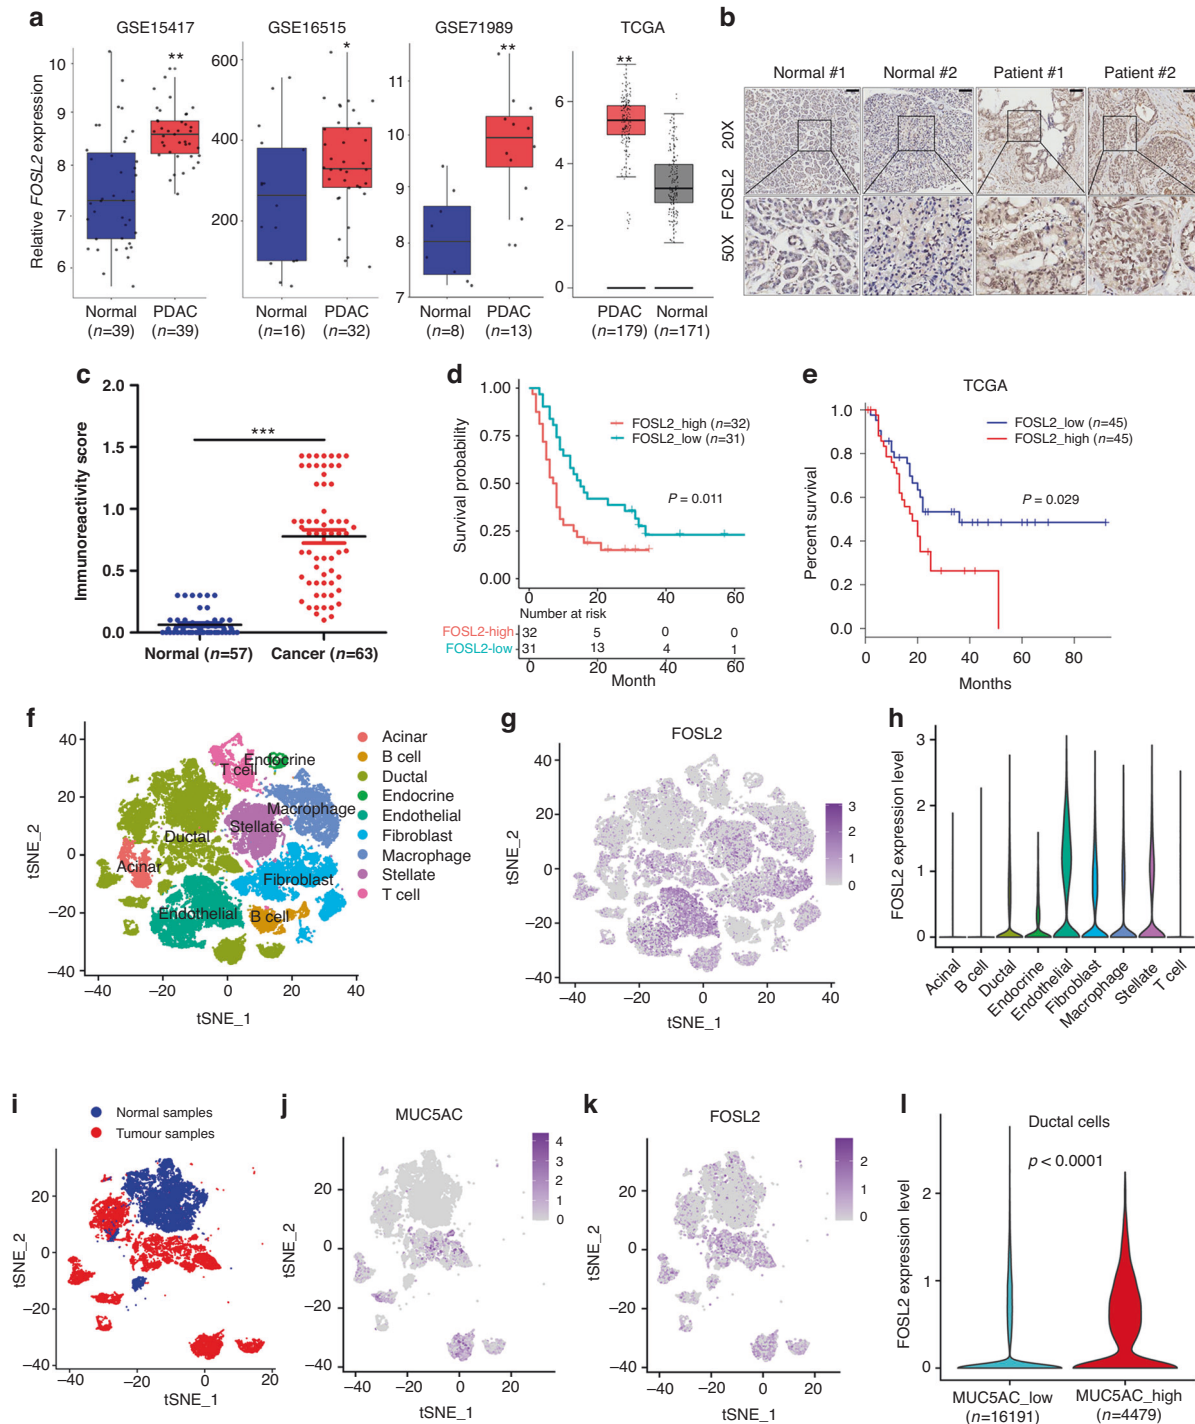 a
GSE15417
GSE16515
GSE71989
TCGA
Relative FOSL2 expression
10
9
8
7
6
**
600
400
200
*
11
10
9
8
7
**
6
4
2
0
**
Normal PDAC
(n=39) (n=39)
Normal PDAC
(n=16) (n=32)
Normal PDAC
(n=8) (n=13)
PDAC Normal
(n=179) (n=171)
b
Normal #1 Normal #2 Patient #1 Patient #2
FOSL2
20X
50X
c
Immunoreactivity score
2.0
1.5
1.0
0.5
0.0
***
Normal (n=57) Cancer (n=63)
d
Survival probability
1.00
0.75
0.50
0.25
0.00
FOSL2_high (n=32)
FOSL2_low (n=31)
P = 0.011
0 20 40 60
Number at risk
FOSL2-high 32 5 0 0
FOSL2-low 31 13 4 1
0 20 40 60
Month
e
TCGA
Percent survival
1.0
0.8
0.6
0.4
0.2
0.0
FOSL2_low (n=45)
FOSL2_high (n=45)
P = 0.029
0 20 40 60 80
Months
f
tSNE_2
40
20
0
−20
−40
Endocrine
T cell
Macrophage
Stellate
Ductal
Acinar
Fibroblast
Endothelial
B cell
Acinar
B cell
Ductal
Endocrine
Endothelial
Fibroblast
Macrophage
Stellate
T cell
−40 −20 0 20 40
tSNE_1
g
FOSL2
tSNE_2
40
20
0
−20
−40
3
2
1
0
−40 −20 0 20 40
tSNE_1
h
FOSL2 expression level
3
2
1
0
Acinal
B cell
Ductal
Endocrine
Endothelial
Fibroblast
Macrophage
Stellate
T cell
i
Normal samples
Tumour samples
tSNE_2
20
0
−20
−40
−40 −20 0 20
tSNE_1
j
MUC5AC
tSNE_2
20
0
−20
−40
4
3
2
1
0
−40 −20 0 20
tSNE_1
k
FOSL2
tSNE_2
20
0
−20
−40
2
1
0
−40 −20 0 20
tSNE_1
l
Ductal cells
p < 0.0001
FOSL2 expression level
2
1
0
MUC5AC_low MUC5AC_high
(n=16191) (n=4479)